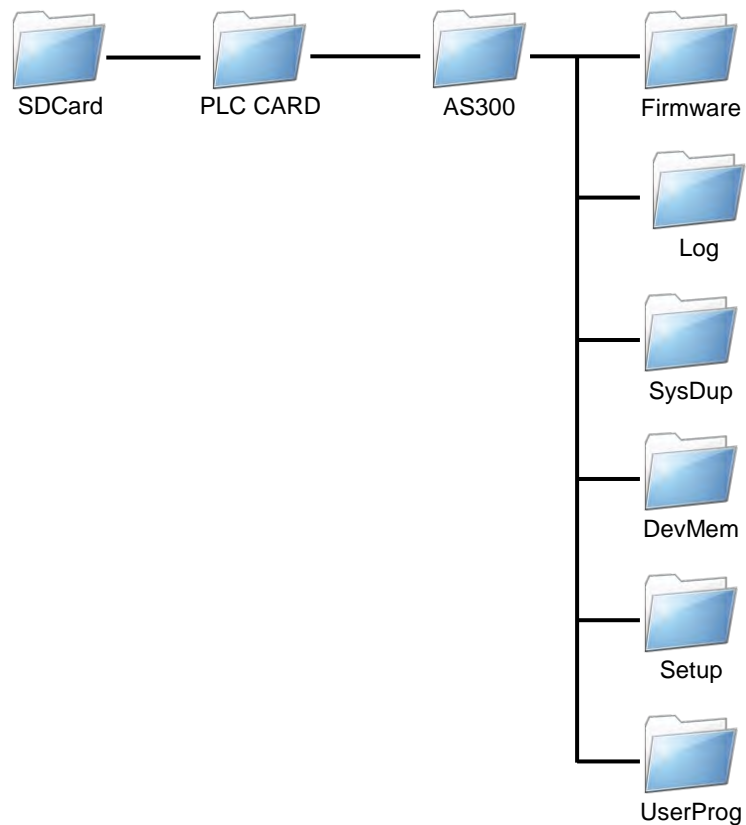 SDCard
PLC CARD
AS300
Firmware
Log
SysDup
DevMem
Setup
UserProg